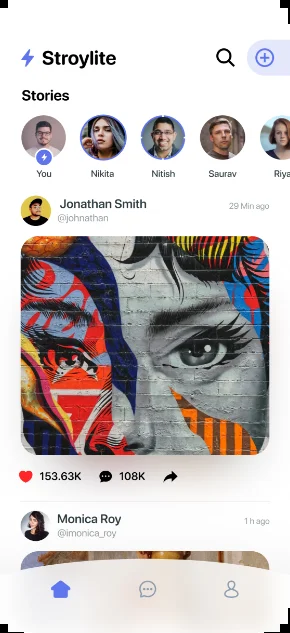 Stroylite
Stories
You Nikita Nitish Saurav Riya
Jonathan Smith
@johnathan
29 Min ago
153.63K 108K
Monica Roy
@imonica_roy
1 h ago